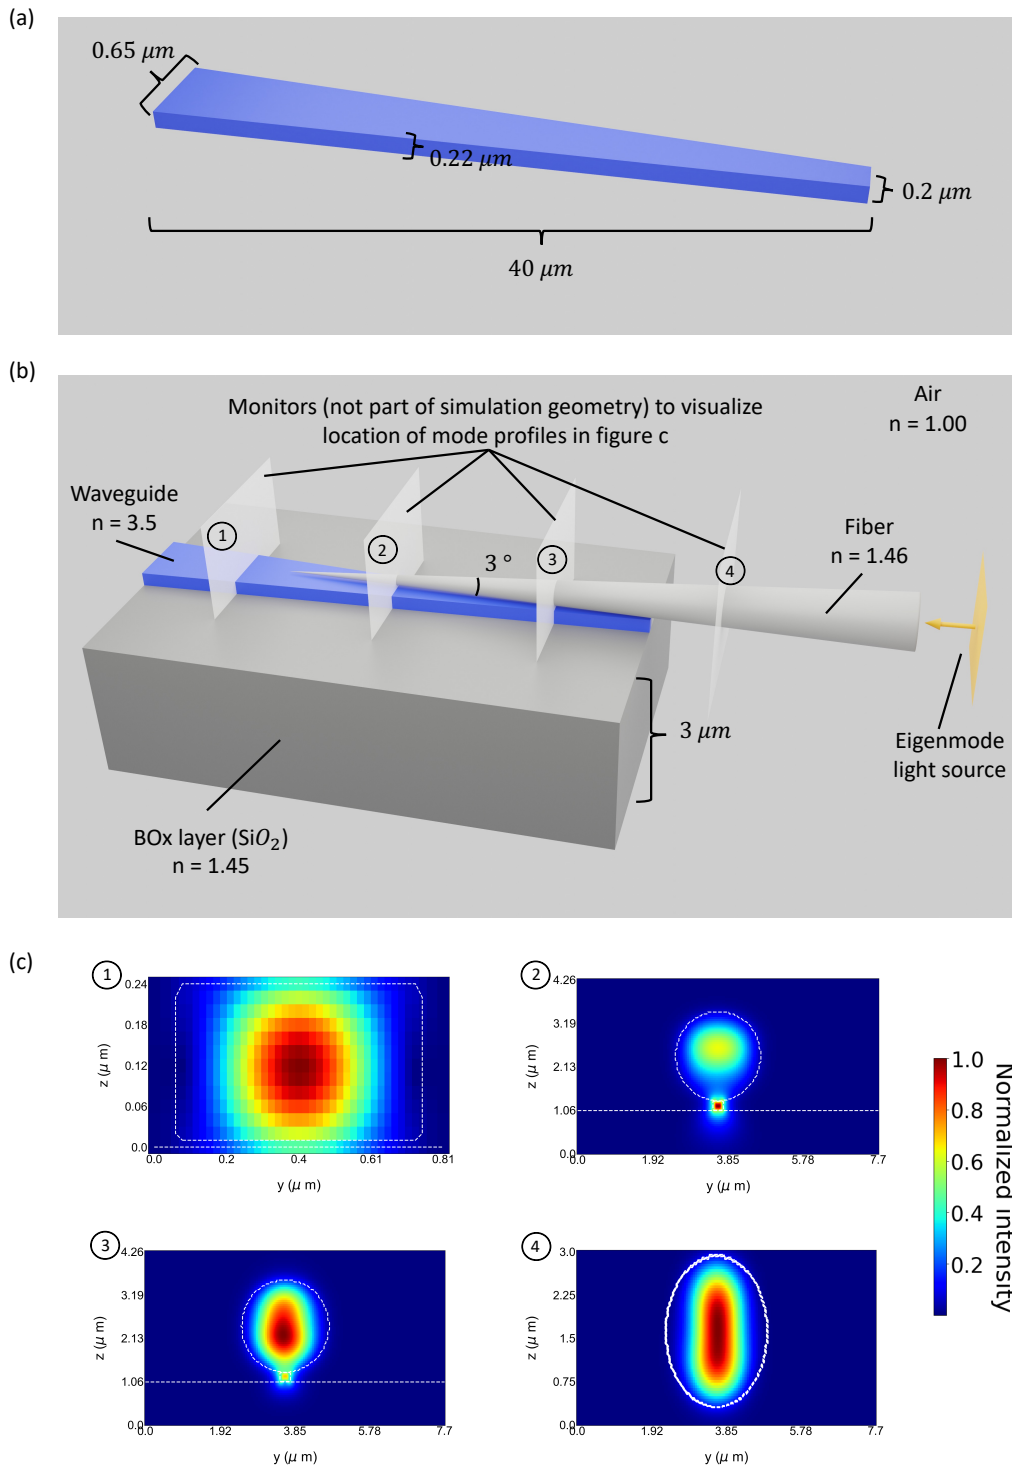 (a)
0.65 μm
0.22 μm
0.2 μm
40 μm
(b)
Air
n = 1.00
Monitors (not part of simulation geometry) to visualize
location of mode profiles in figure c
Waveguide
n = 3.5
1
2
3
4
3 °
Fiber
n = 1.46
3 μm
Eigenmode
light source
BOx layer (SiO₂)
n = 1.45
(c)
1
0.24
0.18
0.12
0.06
0.0
z (μ m)
0.0 0.2 0.4 0.61 0.81
y (μ m)
2
4.26
3.19
2.13
1.06
0.0
z (μ m)
0.0 1.92 3.85 5.78 7.7
y (μ m)
3
4.26
3.19
2.13
1.06
0.0
z (μ m)
0.0 1.92 3.85 5.78 7.7
y (μ m)
4
3.0
2.25
1.5
0.75
0.0
z (μ m)
0.0 1.92 3.85 5.78 7.7
y (μ m)
1.0
0.8
0.6
0.4
0.2
Normalized intensity